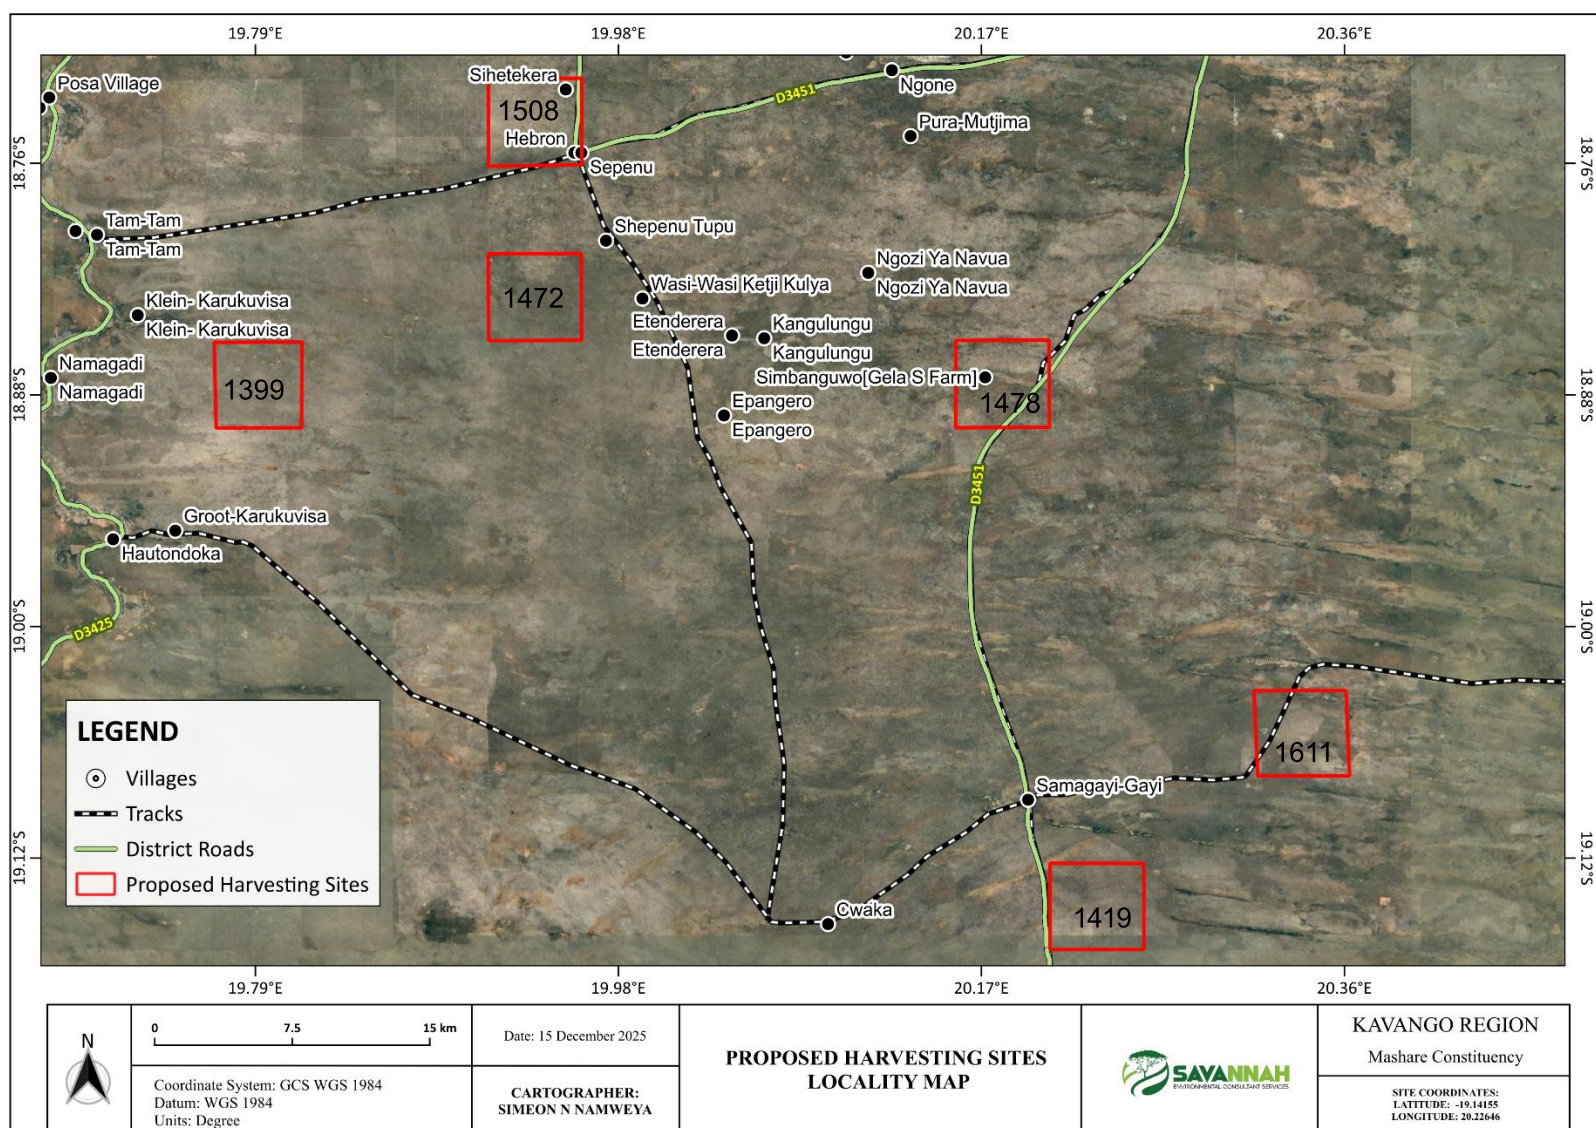 19.79°E
19.98°E
20.17°E
20.36°E
Posa Village
Sihetekera
1508
Hebron
Sepenu
D3451
Ngone
Pura-Mutjima
18.76°S
18.76°S
Tam-Tam
Tam-Tam
Shepenu Tupu
Ngozi Ya Navua
Ngozi Ya Navua
Klein- Karukuvisa
Klein- Karukuvisa
1472
Wasi-Wasi Ketji Kulya
Etenderera
Etenderera
Kangulungu
Kangulungu
Namagadi
Namagadi
1399
Simbanguwo[Gela S Farm]
1478
Epangero
Epangero
18.88°S
18.88°S
D3451
Groot-Karukuvisa
Hautondoka
D3425
19.00°S
19.00°S
1611
Samagayi-Gayi
19.12°S
19.12°S
1419
Cwaka
LEGEND
Villages
Tracks
District Roads
Proposed Harvesting Sites
19.79°E
19.98°E
20.17°E
20.36°E
N
0 7.5 15 km
Coordinate System: GCS WGS 1984
Datum: WGS 1984
Units: Degree
Date: 15 December 2025
CARTOGRAPHER:
SIMEON N NAMWEYA
PROPOSED HARVESTING SITES
LOCALITY MAP
SAVANNAH
ENVIRONMENTAL CONSULTANT SERVICES
KAVANGO REGION
Mashare Constituency
SITE COORDINATES:
LATITUDE: -19.14155
LONGITUDE: 20.22646